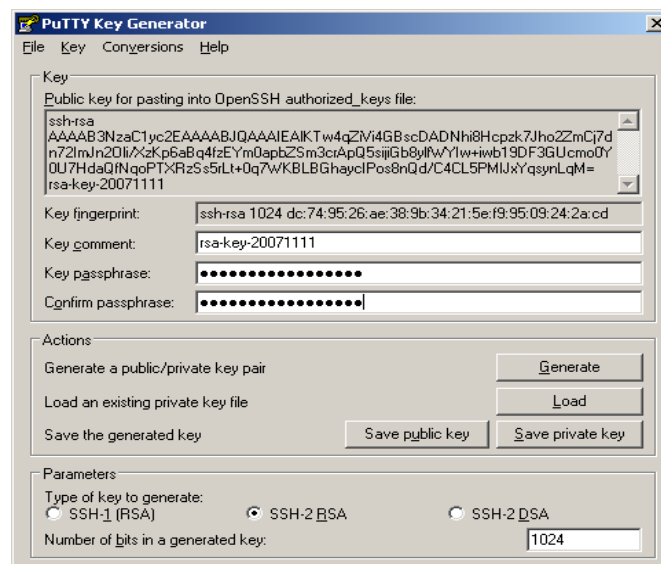 PuTTY Key Generator
File Key Conversions Help
Key
Public key for pasting into OpenSSH authorized_keys file:
ssh-rsa
AAAAB3NzaC1yc2EAAAABJQAAAIEAlKTw4qZiVi4GBscDADNhi8Hcpzk7Jho2ZmCj7d
n72ImJn2OIi/XzKp6aBq4fzEYm0apbZSm3crApQ5sijiGb8ylfWYlw+iwb19DF3GUcmo0Y
0U7HdaQfNqoPTXRzSs5rLt+0q7WKBLBGhayclPos8nQd/C4CL5PMIJxYqsynLqM=
rsa-key-20071111
Key fingerprint: ssh-rsa 1024 dc:74:95:26:ae:38:9b:34:21:5e:f9:95:09:24:2a:cd
Key comment: rsa-key-20071111
Key passphrase: ●●●●●●●●●●●●●●●●●
Confirm passphrase: ●●●●●●●●●●●●●●●●●
Actions
Generate a public/private key pair Generate
Load an existing private key file Load
Save the generated key Save public key Save private key
Parameters
Type of key to generate:
SSH-1 (RSA) SSH-2 RSA SSH-2 DSA
Number of bits in a generated key: 1024